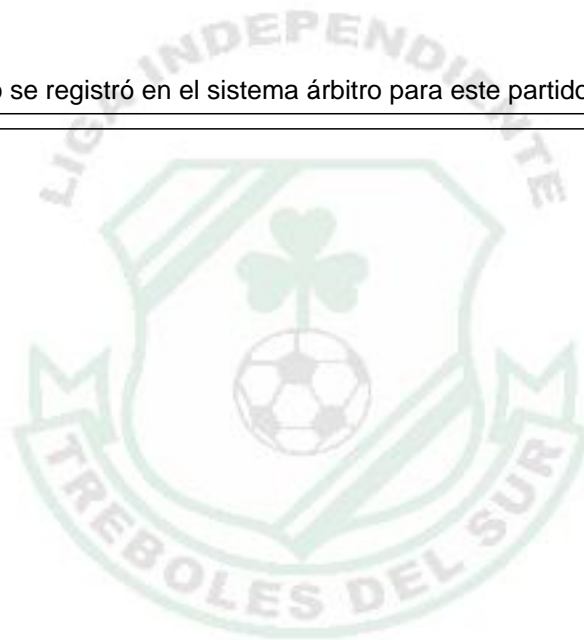 LIGA INDEPENDIENTE
o se registró en el sistema árbitro para este partido
TREBOLES DEL SUR